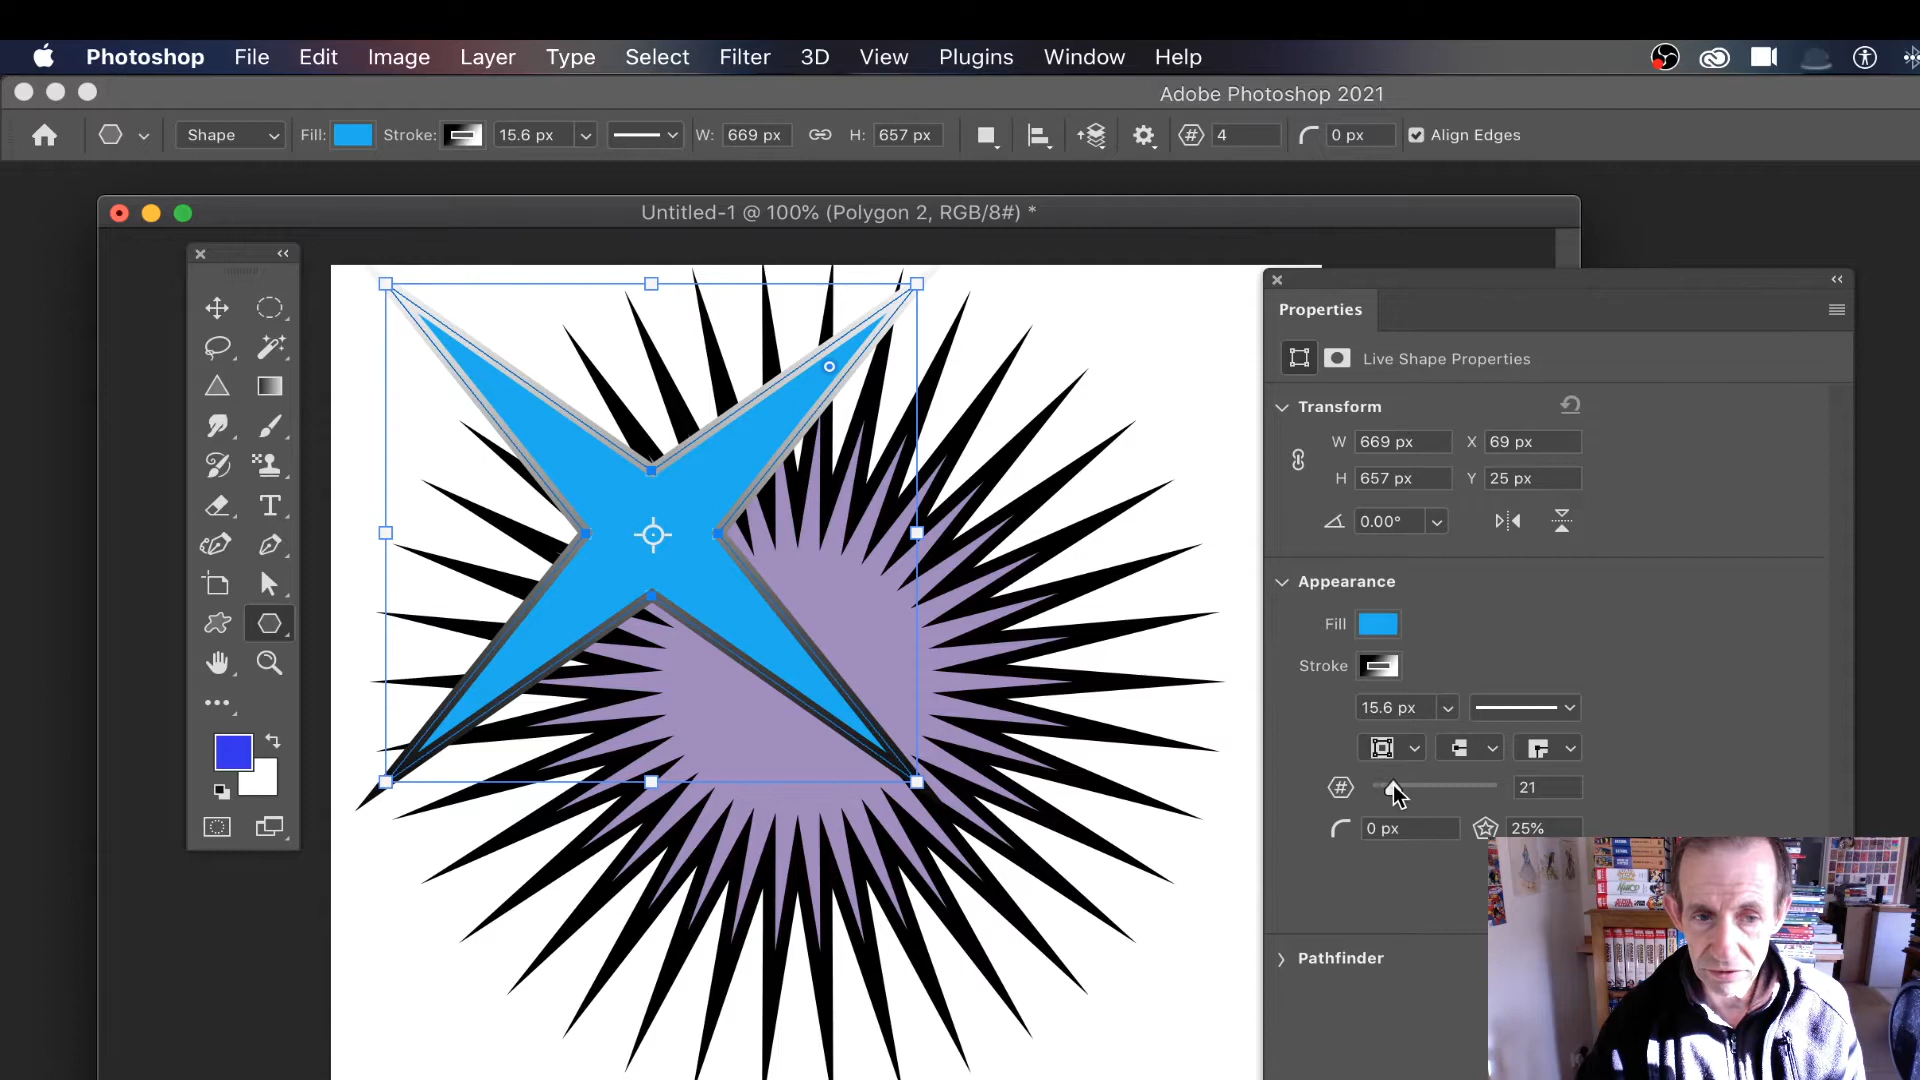 Photoshop File Edit Image Layer Type Select Filter 3D View Plugins Window Help
Adobe Photoshop 2021
Shape Fill: Stroke: 15.6 px W: 669 px H: 657 px 4 0 px Align Edges
Untitled-1 @ 100% (Polygon 2, RGB/8#) *
Properties
Live Shape Properties
Transform
W 669 px X 69 px
H 657 px Y 25 px
0.00°
Appearance
Fill
Stroke
15.6 px
21
0 px 25%
Pathfinder